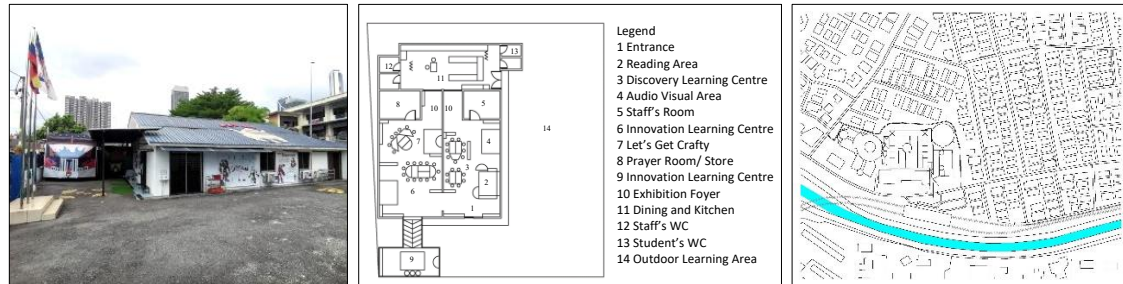 Legend
1 Entrance
2 Reading Area
3 Discovery Learning Centre
4 Audio Visual Area
5 Staff's Room
6 Innovation Learning Centre
7 Let's Get Crafty
8 Prayer Room/ Store
9 Innovation Learning Centre
10 Exhibition Foyer
11 Dining and Kitchen
12 Staff's WC
13 Student's WC
14 Outdoor Learning Area
13
12
11
8
10
10
5
14
7
4
3
6
2
1
9